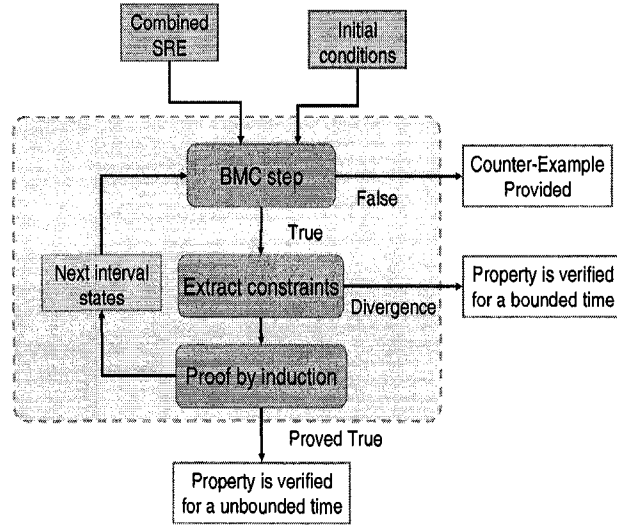 Combined
SRE
Initial
conditions
BMC step
False
Counter-Example
Provided
True
Next interval
states
Extract constraints
Divergence
Property is verified
for a bounded time
Proof by induction
Proved True
Property is verified
for a unbounded time